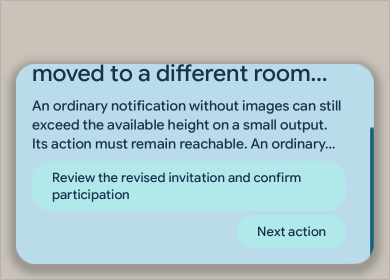 moved to a different room...
An ordinary notification without images can still
exceed the available height on a small output.
Its action must remain reachable. An ordinary...
Review the revised invitation and confirm
participation
Next action